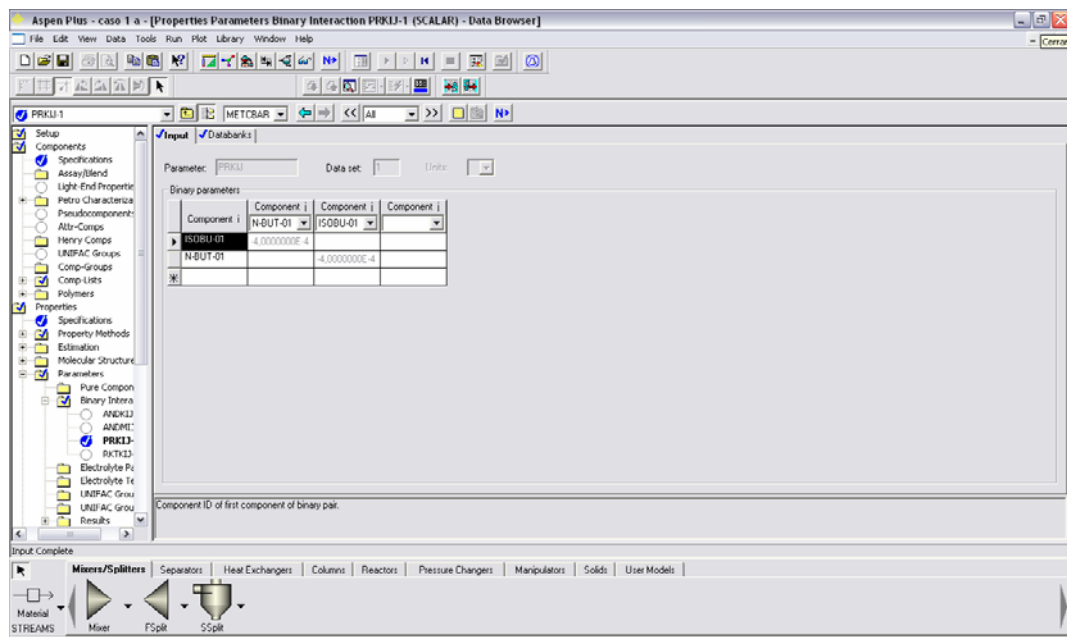 Aspen Plus - caso 1 a - [Properties Parameters Binary Interaction PRKIJ-1 (SCALAR) - Data Browser]
File Edit View Data Tools Run Plot Library Window Help
Cerrar
PRKIJ-1 METCBAR All N>
Setup
Components
Specifications
Assay/Blend
Light-End Propertie
Petro Characteriza
Pseudocomponents
Attr-Comps
Henry Comps
UNIFAC Groups
Comp-Groups
Comp-Lists
Polymers
Properties
Specifications
Property Methods
Estimation
Molecular Structure
Parameters
Pure Compon
Binary Intera
ANDKIJ
ANDMI
PRKIJ-
RKTKIJ-
Electrolyte Pa
Electrolyte Te
UNIFAC Grou
UNIFAC Grou
Results
Input Databanks
Parameter: PRKIJ Data set: 1 Units:
Binary parameters
Component i Component j Component j Component j
N-BUT-01 ISOBU-01
ISOBU-01 -4,0000000E-4
N-BUT-01 -4,0000000E-4
Component ID of first component of binary pair.
Input Complete
Mixers/Splitters Separators Heat Exchangers Columns Reactors Pressure Changers Manipulators Solids User Models
Material
STREAMS Mixer FSplit SSplit